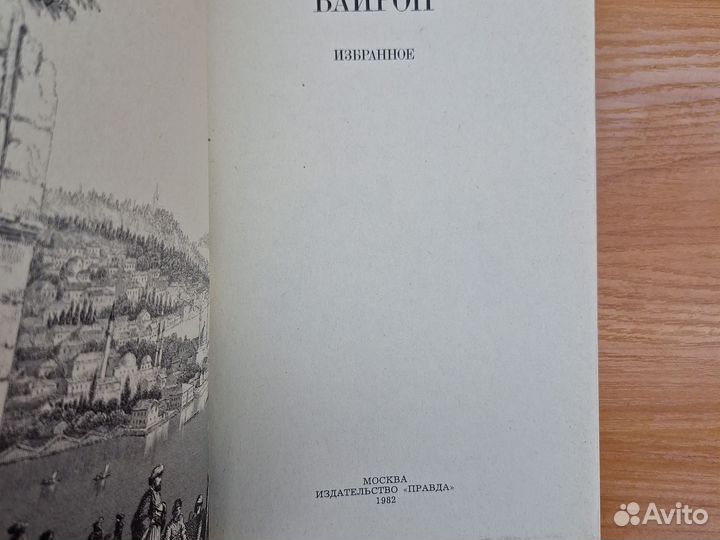 БАЙРОН
ИЗБРАННОЕ
МОСКВА
ИЗДАТЕЛЬСТВО «ПРАВДА»
1982
Avito